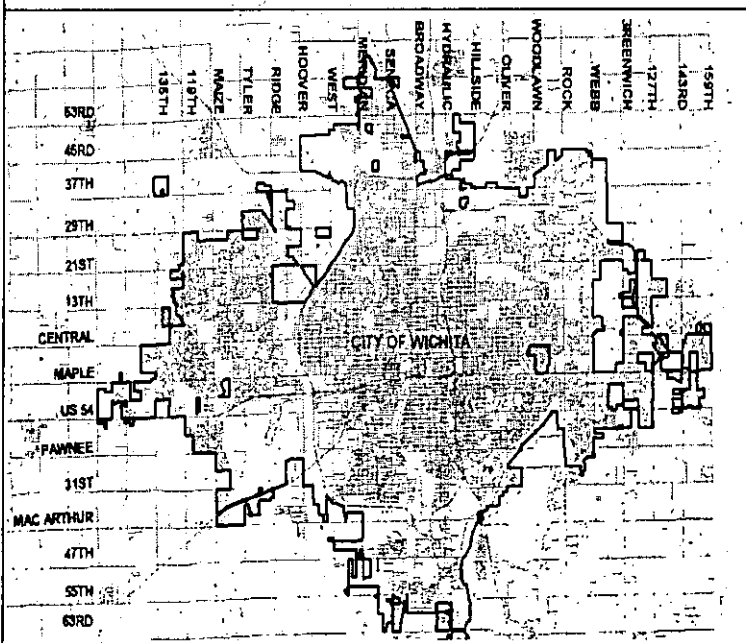 135TH
119TH
MAIZE
TYLER
RIDGE
HOOVER
WEST
MERIDIAN
SENECA
BROADWAY
HYDRAULIC
HILLSIDE
OLIVER
WOODLAWN
ROCK
WEBB
GREENWICH
127TH
143RD
159TH
53RD
45RD
37TH
29TH
21ST
13TH
CENTRAL
CITY OF WICHITA
MAPLE
US 54
PAWNEE
31ST
MAC ARTHUR
47TH
55TH
63RD